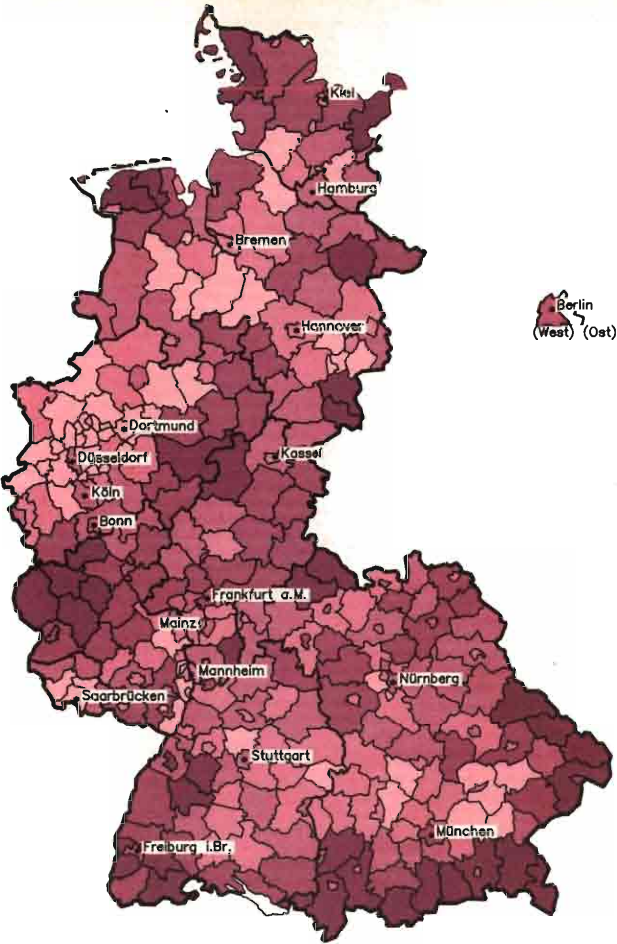 Kiel
Hamburg
Bremen
Berlin
(West) (Ost)
Hannover
Dortmund
Kassel
Düsseldorf
Köln
Bonn
Frankfurt a.M.
Mainz
Mannheim
Nürnberg
Saarbrücken
Stuttgart
München
Freiburg i.Br.